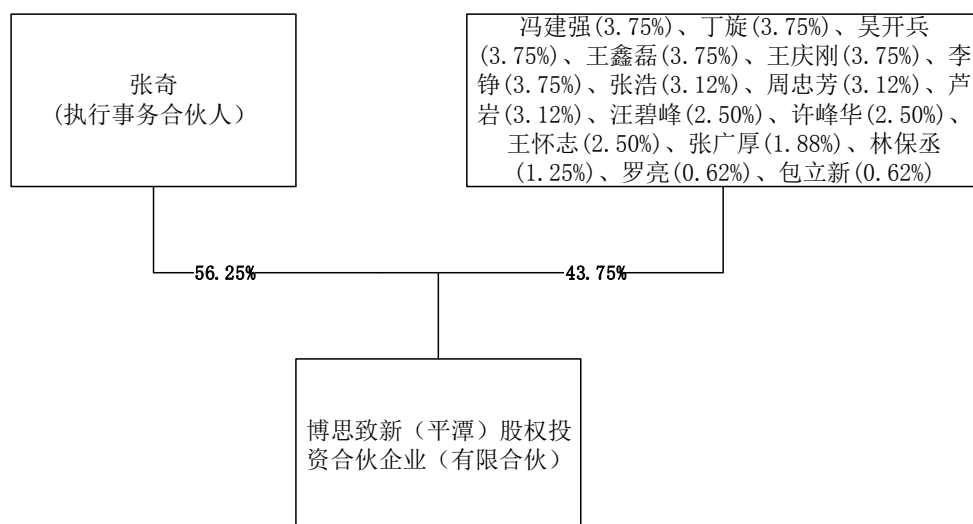 张奇
(执行事务合伙人）
冯建强(3.75%)、丁旋(3.75%)、吴开兵
(3.75%)、王鑫磊(3.75%)、王庆刚(3.75%)、李
铮(3.75%)、张浩(3.12%)、周忠芳(3.12%)、芦
岩(3.12%)、汪碧峰(2.50%)、许峰华(2.50%)、
王怀志(2.50%)、张广厚(1.88%)、林保丞
(1.25%)、罗亮(0.62%)、包立新(0.62%)
56.25%
43.75%
博思致新（平潭）股权投
资合伙企业（有限合伙）